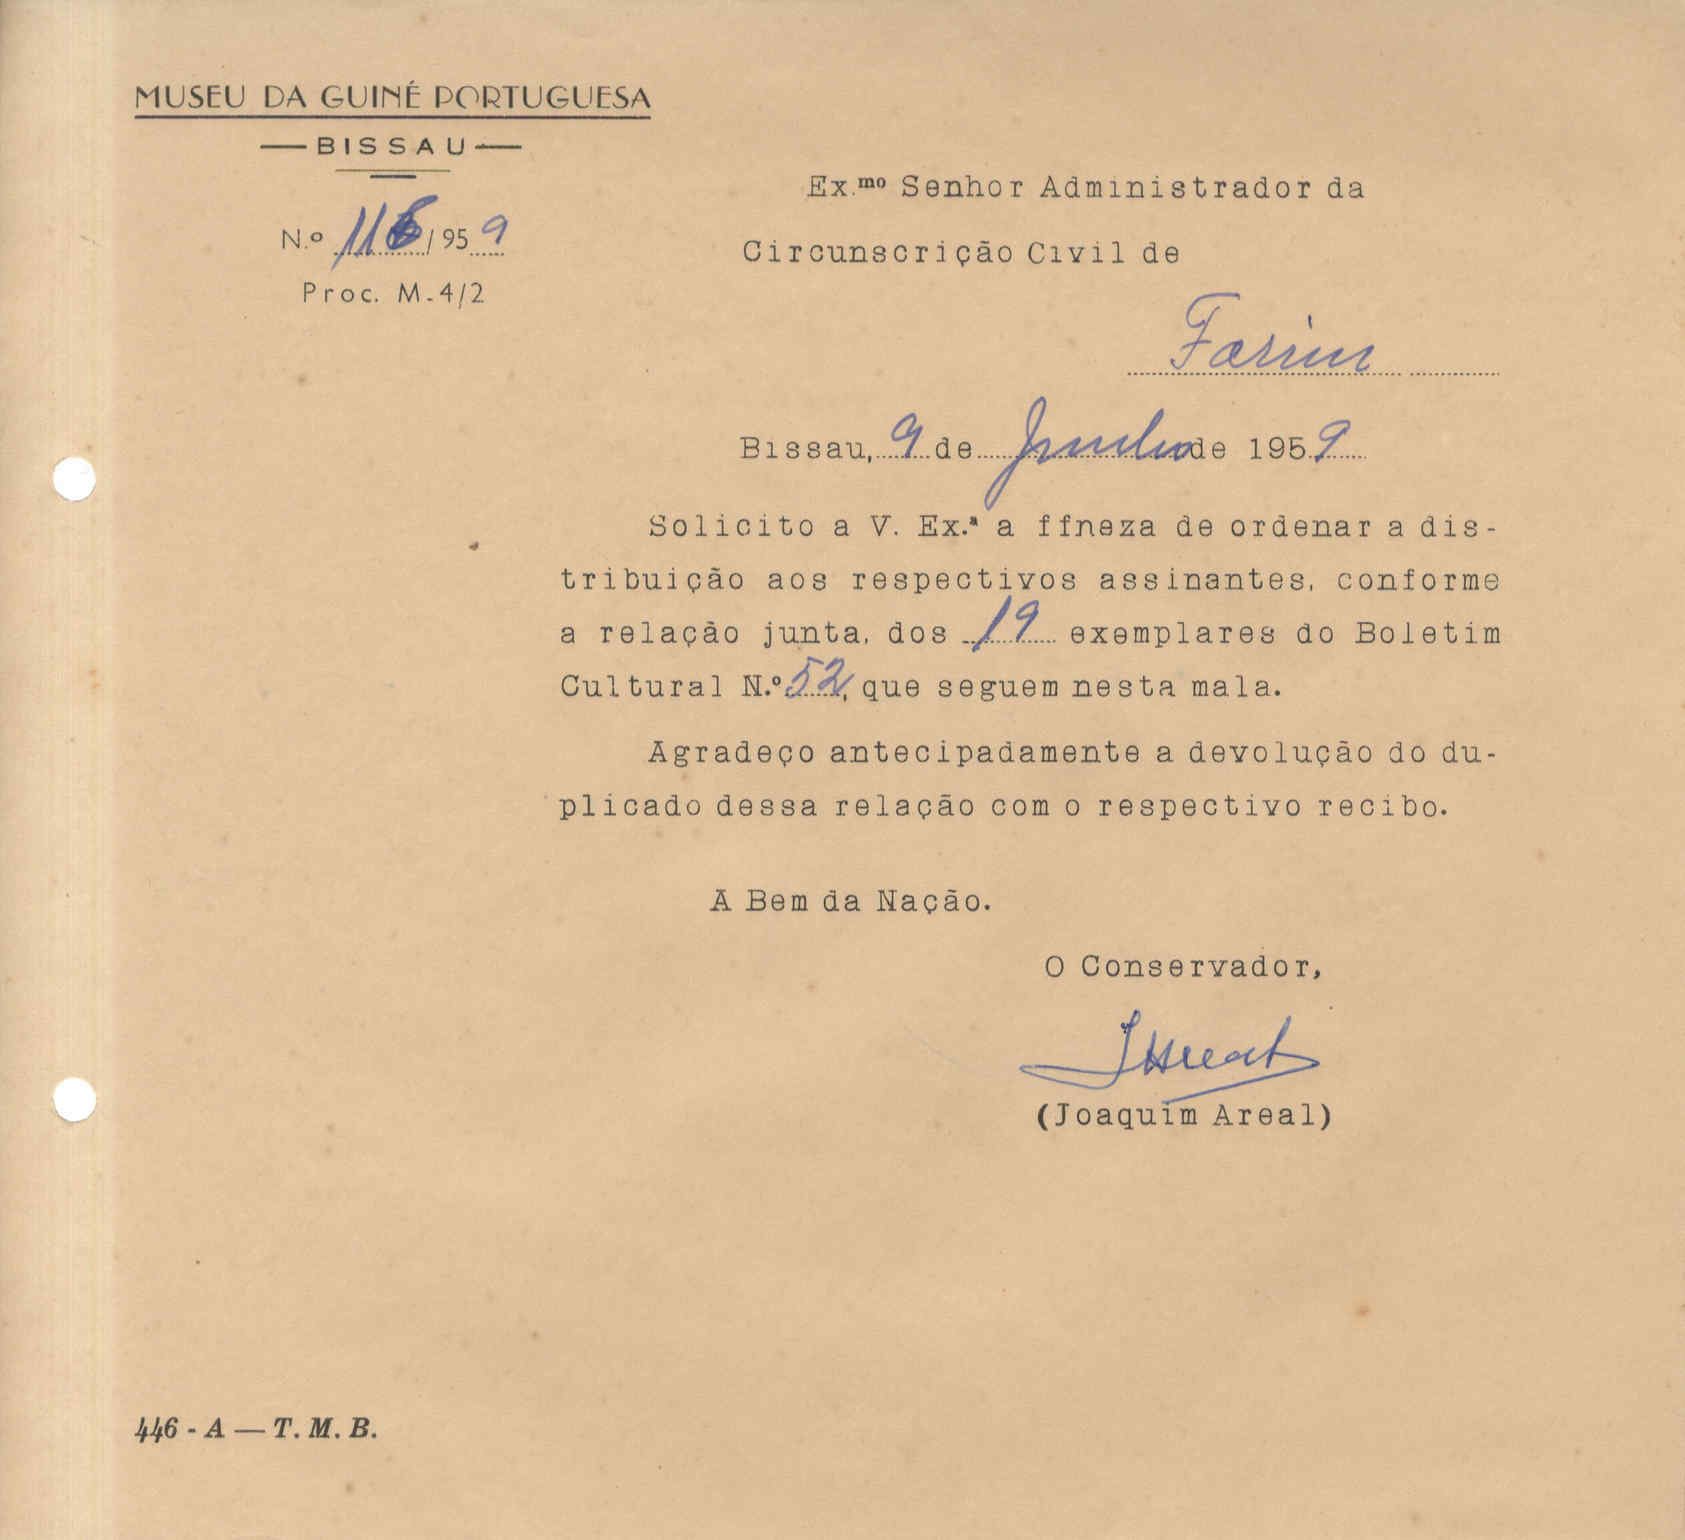 MUSEU DA GUINÉ PORTUGUESA
BISSAU
N.º 116/959
Proc. M-4/2
Ex.mo Senhor Administrador da
Circunscrição Civil de
Farim
Bissau, 9 de Junho de 1959
Solicito a V. Ex.ª a ffneza de ordenar a dis-
tribuição aos respectivos assinantes, conforme
a relação junta, dos 19 exemplares do Boletim
Cultural N.º 52, que seguem nesta mala.
Agradeço antecipadamente a devolução do du-
plicado dessa relação com o respectivo recibo.
A Bem da Nação.
O Conservador,
(Joaquim Areal)
446 - A — T. M. B.